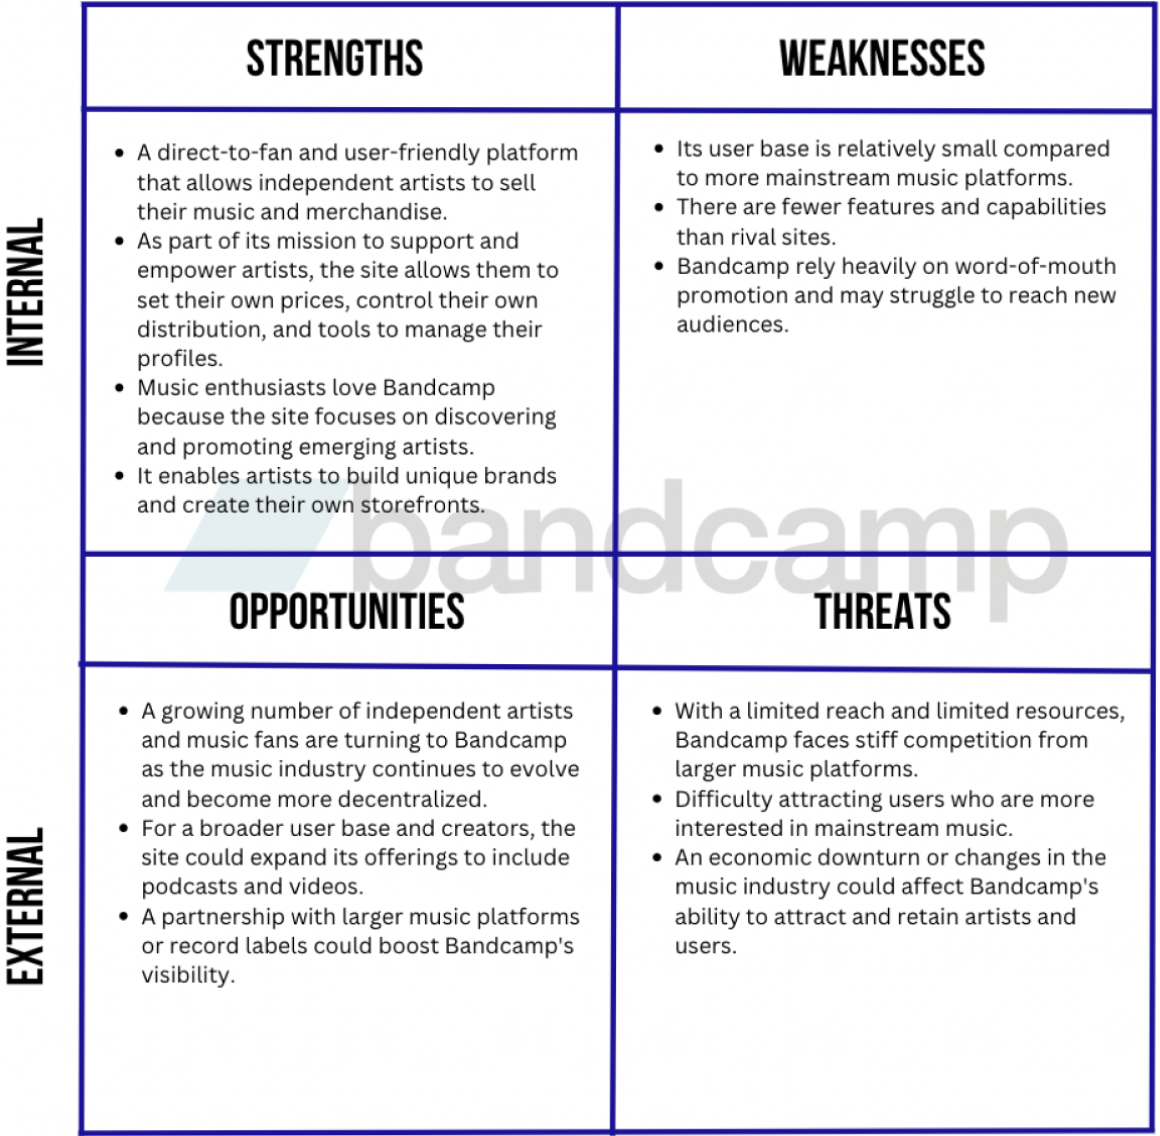 STRENGTHS
WEAKNESSES
INTERNAL
• A direct-to-fan and user-friendly platform
that allows independent artists to sell
their music and merchandise.
• As part of its mission to support and
empower artists, the site allows them to
set their own prices, control their own
distribution, and tools to manage their
profiles.
• Music enthusiasts love Bandcamp
because the site focuses on discovering
and promoting emerging artists.
• It enables artists to build unique brands
and create their own storefronts.
• Its user base is relatively small compared
to more mainstream music platforms.
• There are fewer features and capabilities
than rival sites.
• Bandcamp rely heavily on word-of-mouth
promotion and may struggle to reach new
audiences.
bandcamp
OPPORTUNITIES
THREATS
EXTERNAL
• A growing number of independent artists
and music fans are turning to Bandcamp
as the music industry continues to evolve
and become more decentralized.
• For a broader user base and creators, the
site could expand its offerings to include
podcasts and videos.
• A partnership with larger music platforms
or record labels could boost Bandcamp's
visibility.
• With a limited reach and limited resources,
Bandcamp faces stiff competition from
larger music platforms.
• Difficulty attracting users who are more
interested in mainstream music.
• An economic downturn or changes in the
music industry could affect Bandcamp's
ability to attract and retain artists and
users.